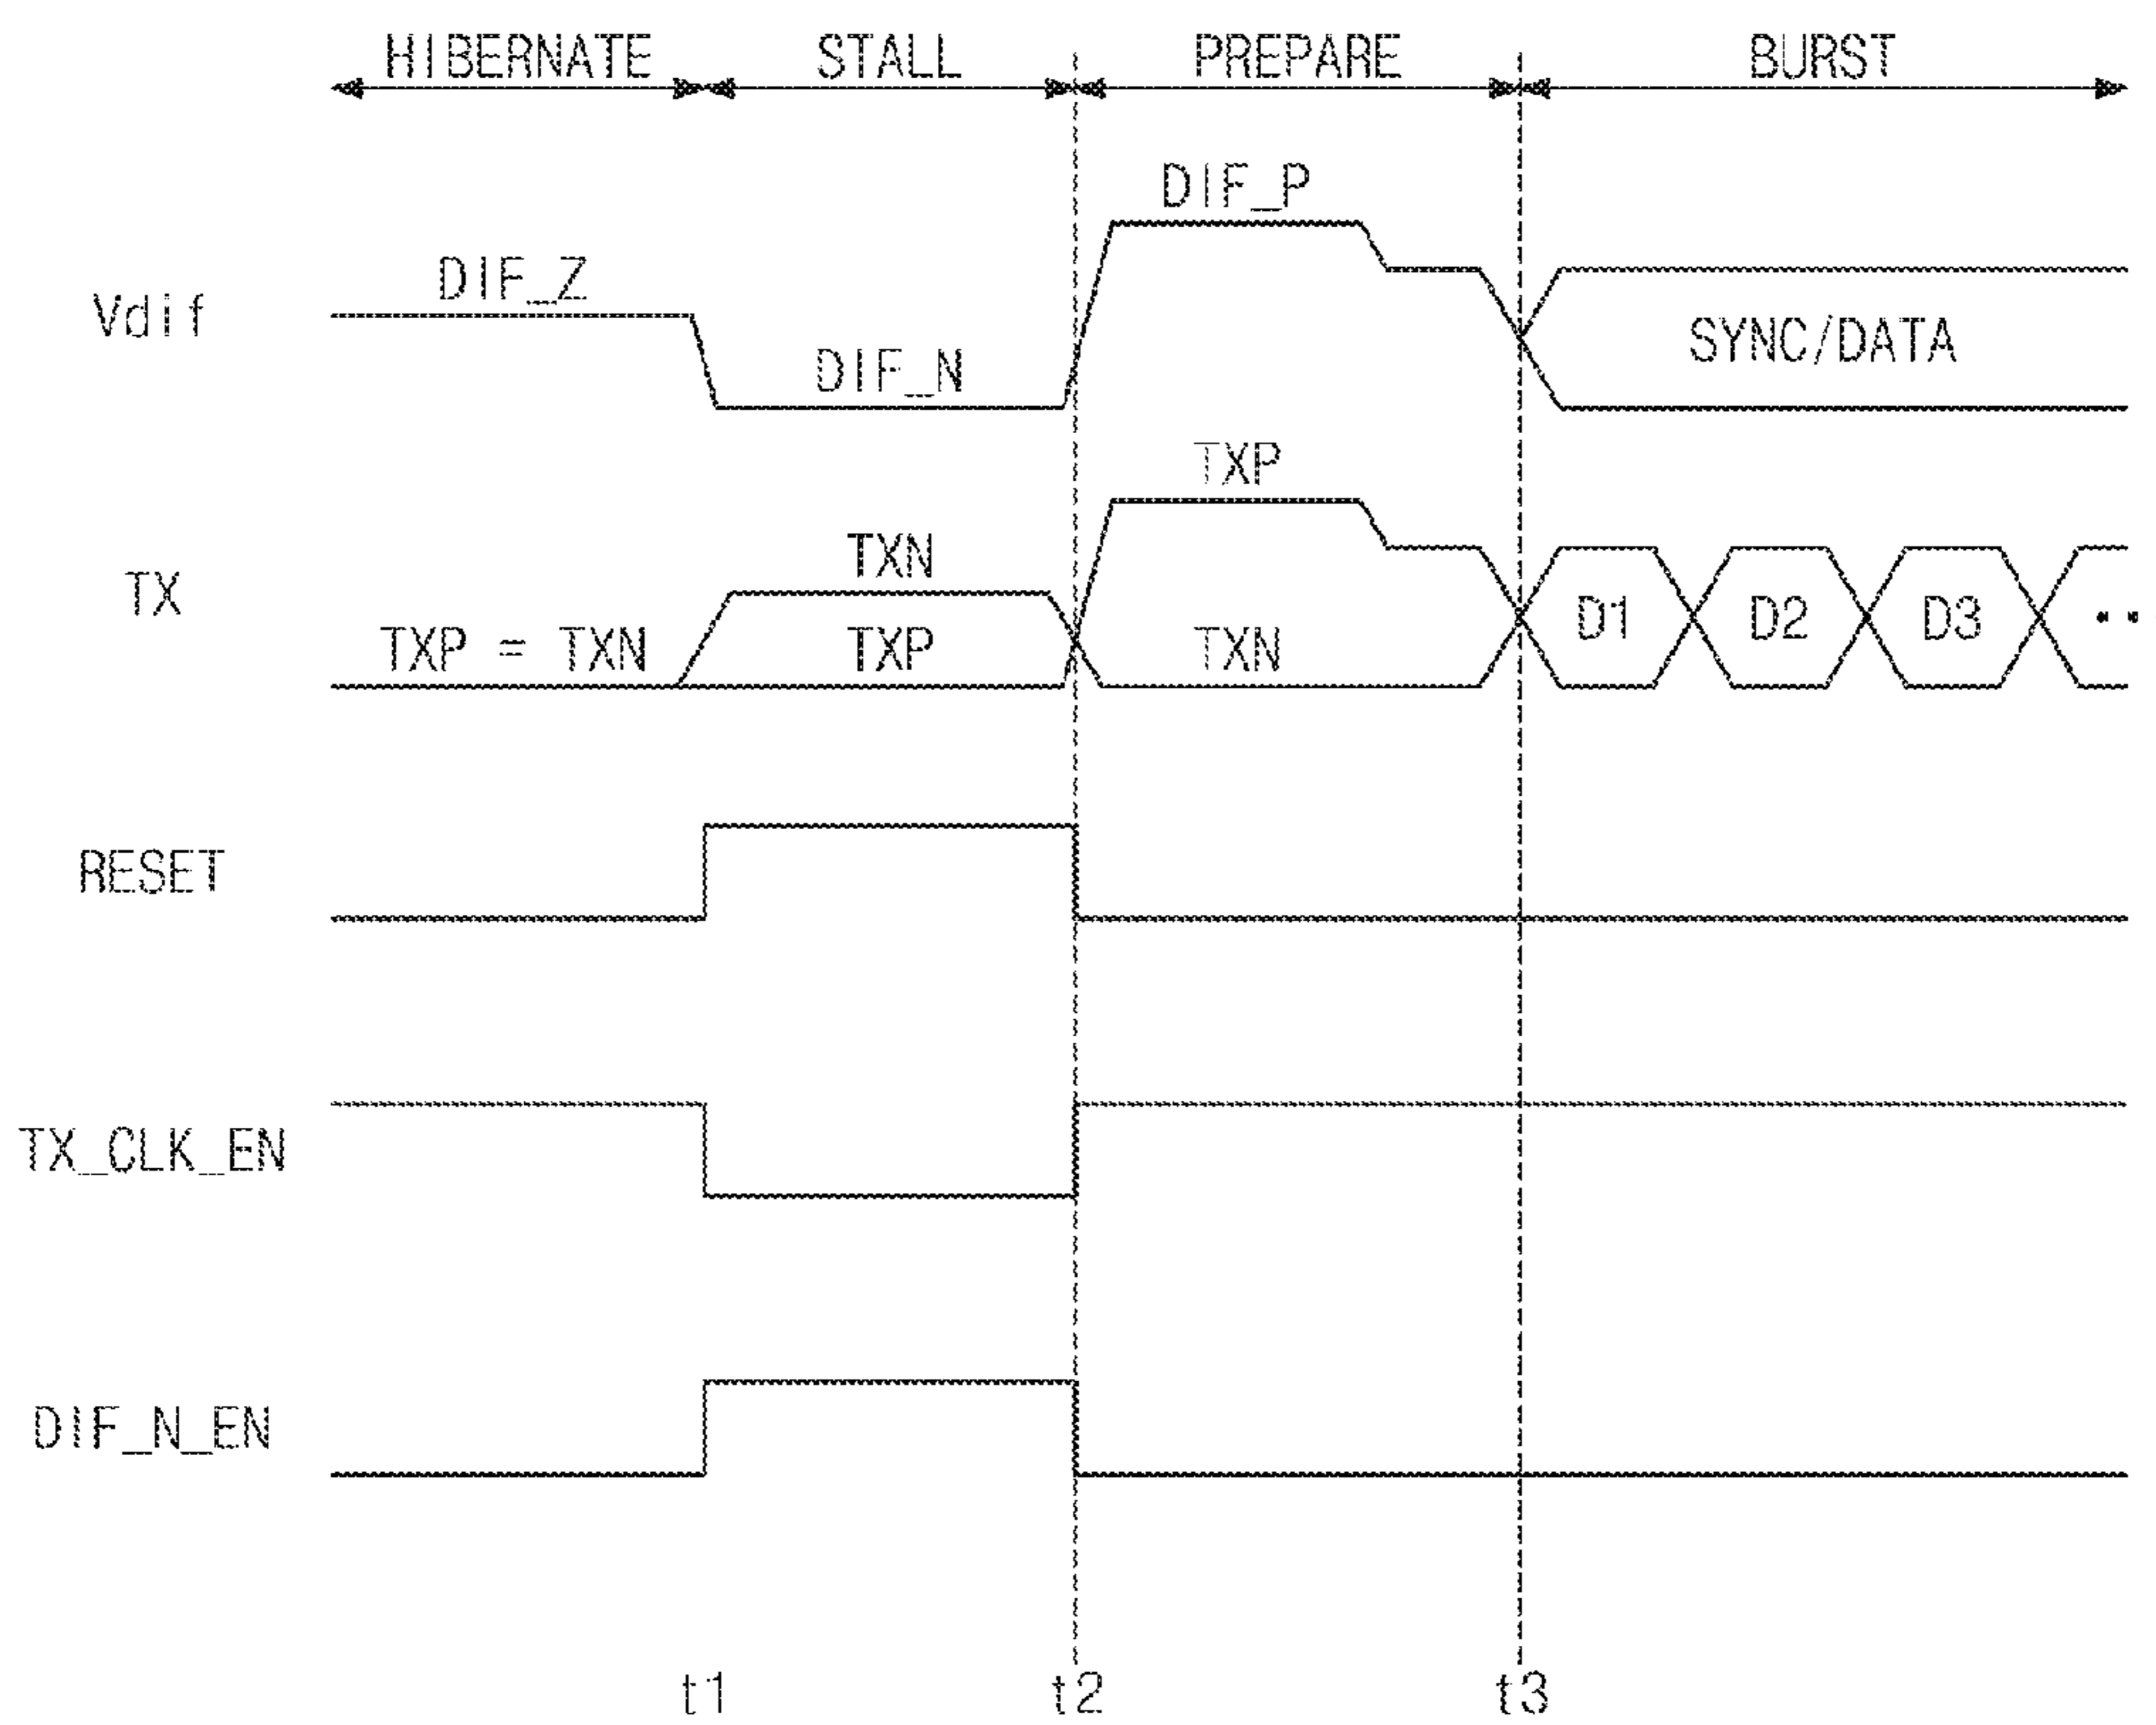 HIBERNATE STALL PREPARE BURST
DIF_P
DIF_Z
Vdif
DIF_N
SYNC/DATA
TXP
TXN
TX
TXP = TXN TXP TXN D1 D2 D3 ..
RESET
TX_CLK_EN
DIF_N_EN
t1 t2 t3